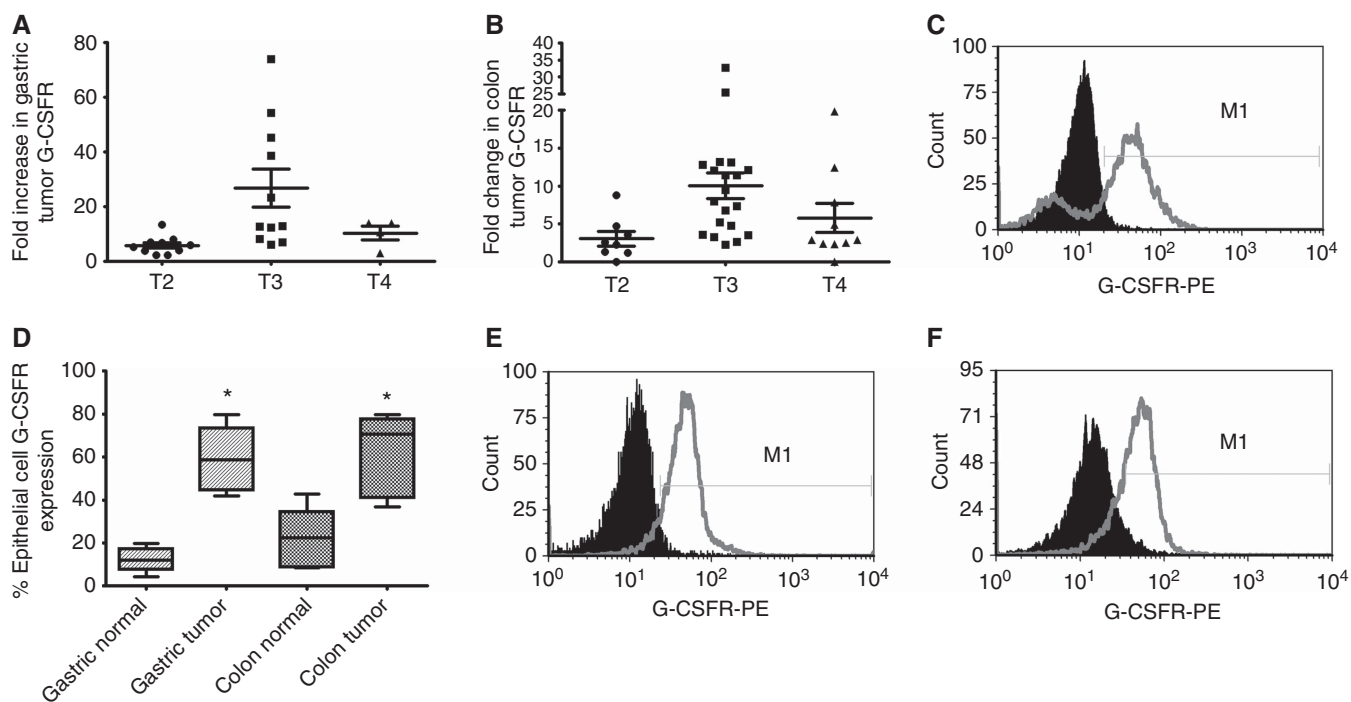 A
Fold increase in gastric
tumor G-CSFR
80
60
40
20
0
T2
T3
T4
B
Fold change in colon
tumor G-CSFR
40
35
30
25
20
15
10
5
0
T2
T3
T4
C
Count
100
75
50
25
0
M1
10⁰
10¹
10²
10³
10⁴
G-CSFR-PE
D
% Epithelial cell G-CSFR
expression
100
80
60
40
20
0
*
*
Gastric normal
Gastric tumor
Colon normal
Colon tumor
E
Count
100
75
50
25
0
M1
10⁰
10¹
10²
10³
10⁴
G-CSFR-PE
F
Count
95
71
48
24
0
M1
10⁰
10¹
10²
10³
10⁴
G-CSFR-PE